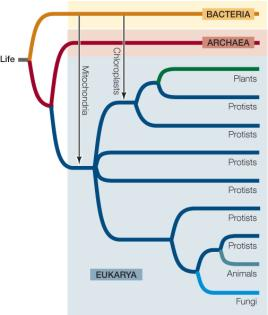 BACTERIA
ARCHAEA
Life
Mitochondria
Chloroplasts
Plants
Protists
Protists
Protists
Protists
Protists
Protists
Animals
Fungi
EUKARYA